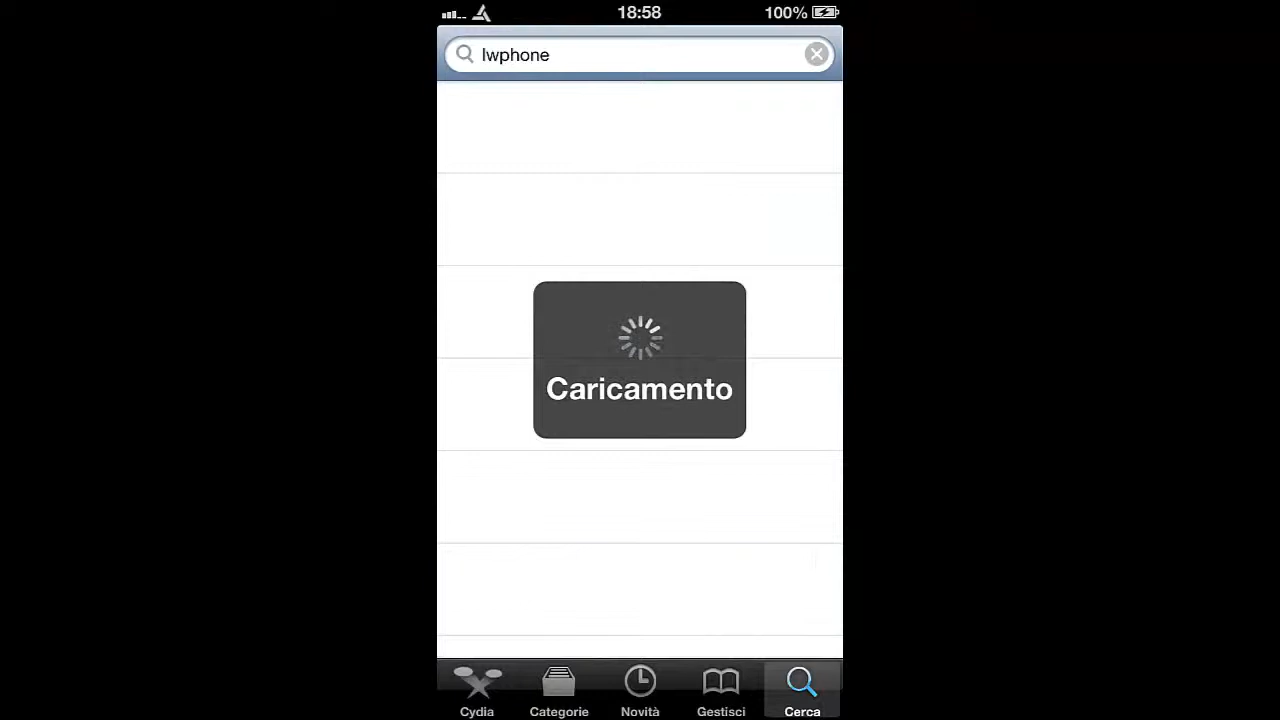 18:58
100%
lwphone
Caricamento
Cydia
Categorie
Novità
Gestisci
Cerca